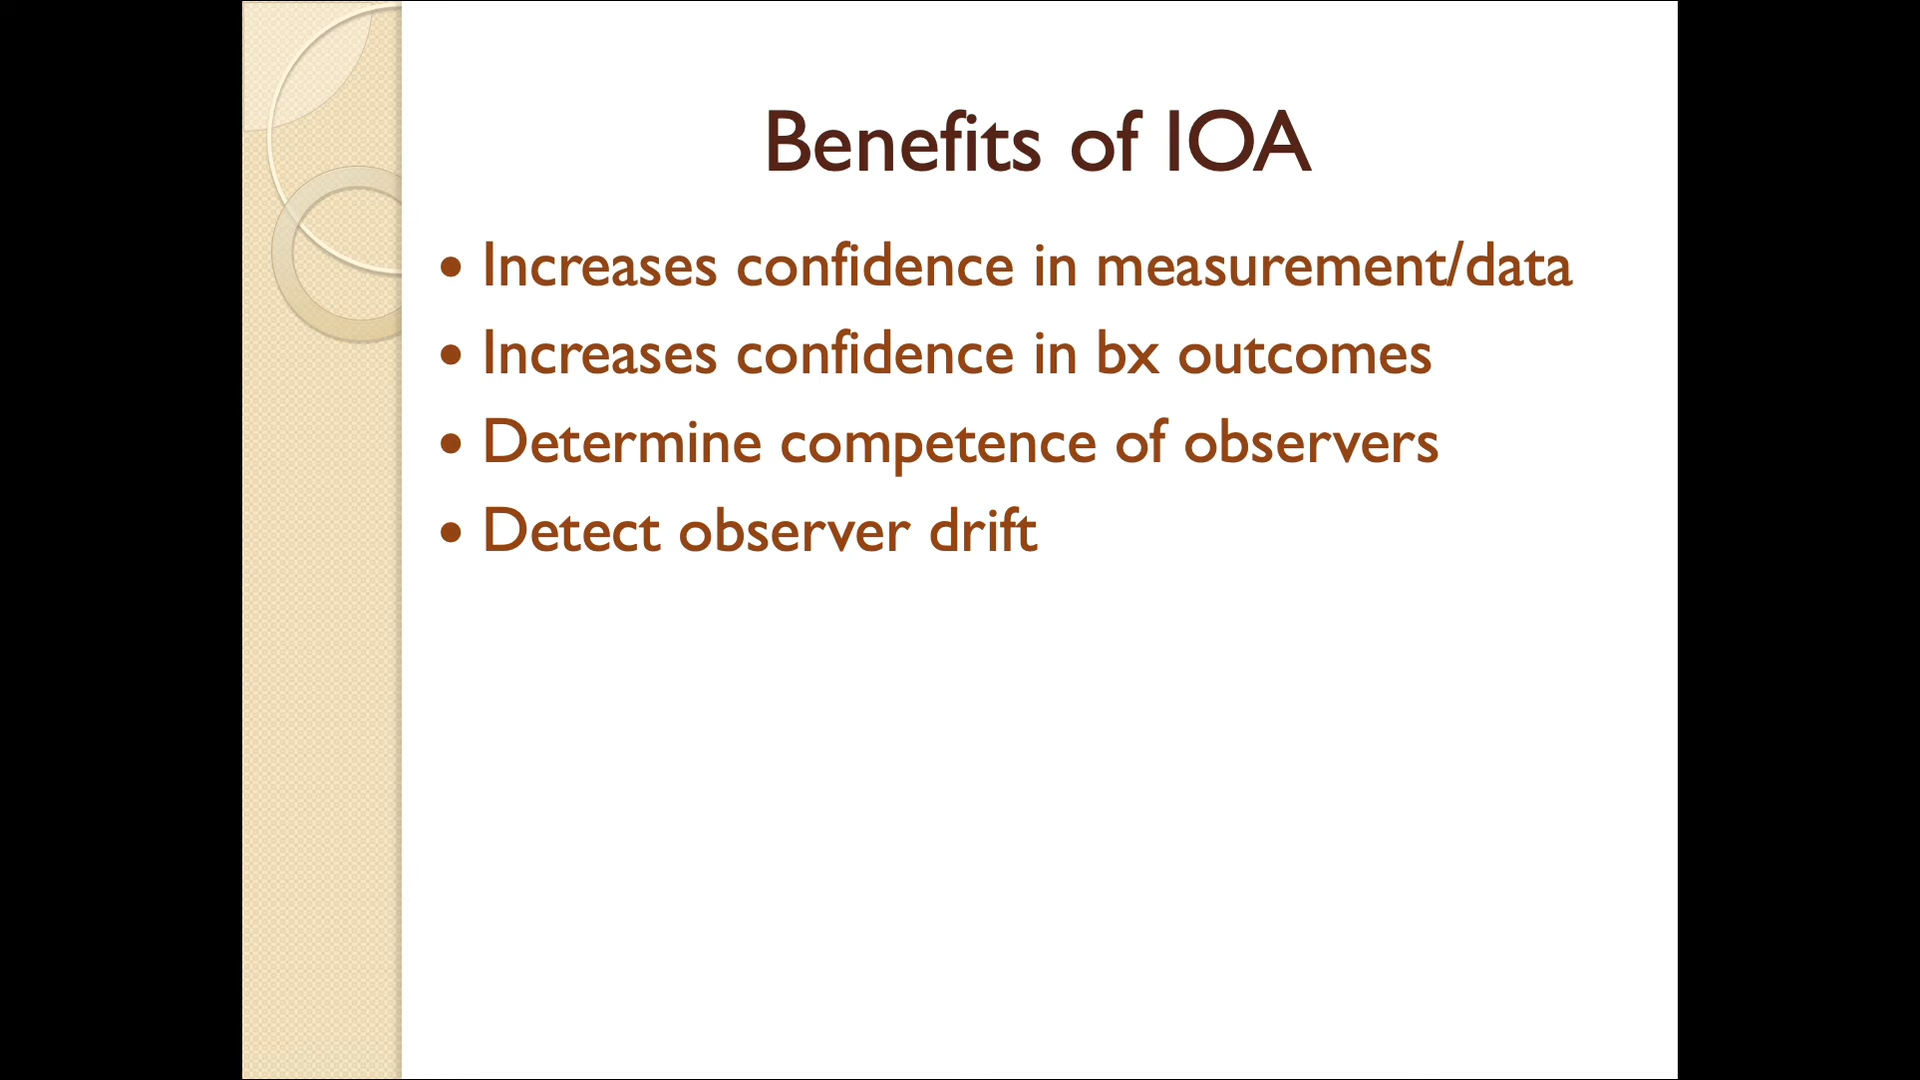 Benefits of IOA
• Increases confidence in measurement/data
• Increases confidence in bx outcomes
• Determine competence of observers
• Detect observer drift